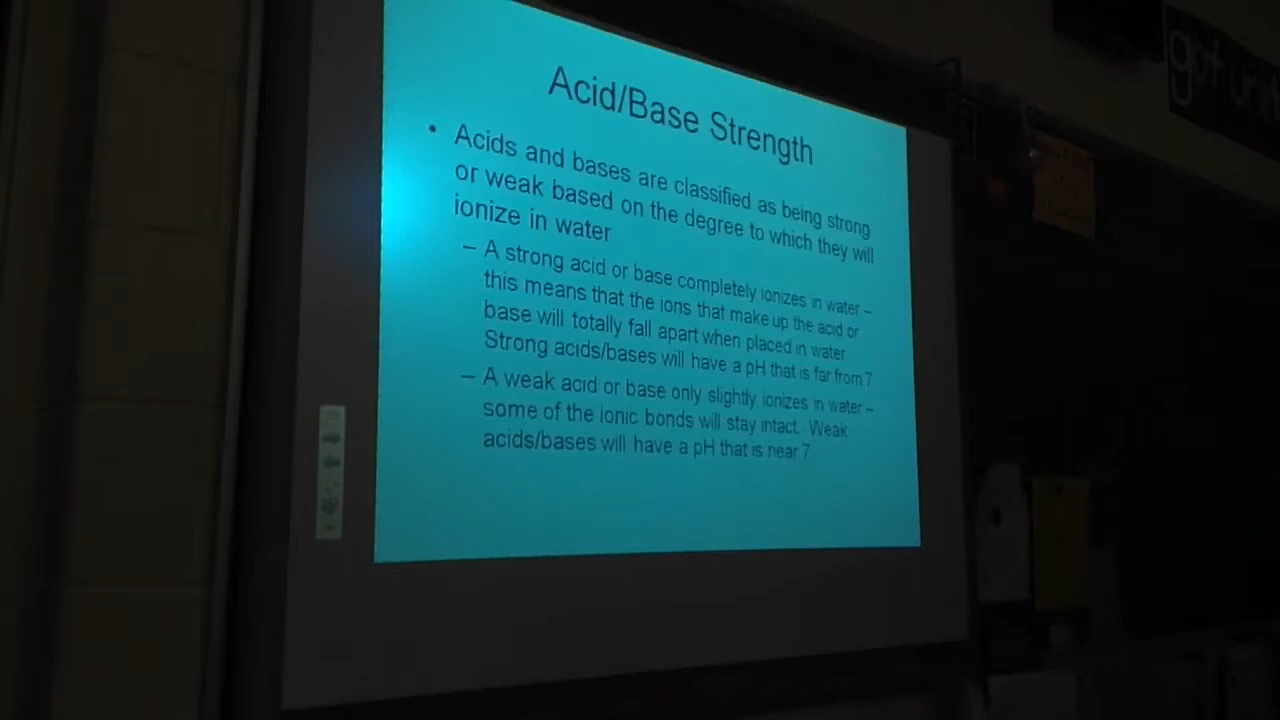 Acid/Base Strength
• Acids and bases are classified as being strong
or weak based on the degree to which they will
ionize in water
– A strong acid or base completely ionizes in water –
this means that the ions that make up the acid or
base will totally fall apart when placed in water.
Strong acids/bases will have a pH that is far from 7
– A weak acid or base only slightly ionizes in water –
some of the ionic bonds will stay intact. Weak
acids/bases will have a pH that is near 7.
got